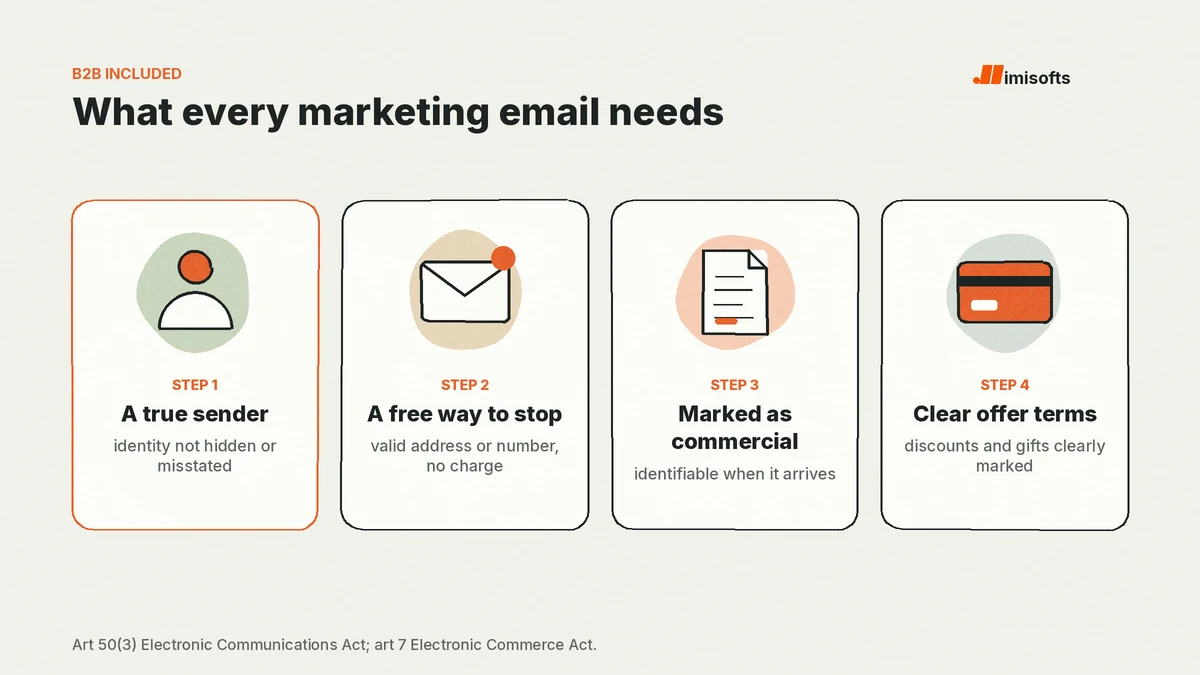 B2B INCLUDED
What every marketing email needs
imisofts
STEP 1
A true sender
identity not hidden or
misstated
STEP 2
A free way to stop
valid address or number,
no charge
STEP 3
Marked as
commercial
identifiable when it arrives
STEP 4
Clear offer terms
discounts and gifts clearly
marked
Art 50(3) Electronic Communications Act; art 7 Electronic Commerce Act.